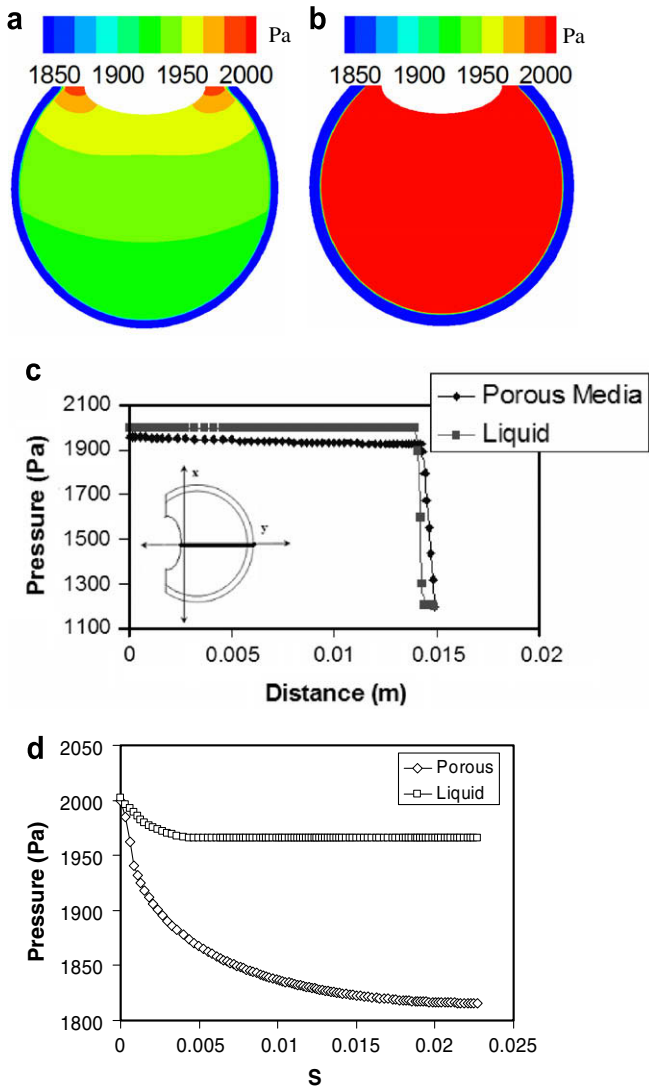 a
b
Pa
Pa
1850 1900 1950 2000
1850 1900 1950 2000
c
Porous Media
Liquid
2100
1900
1700
1500
1300
1100
Pressure (Pa)
x
y
0 0.005 0.01 0.015 0.02
Distance (m)
d
Porous
Liquid
2050
2000
1950
1900
1850
1800
Pressure (Pa)
0 0.005 0.01 0.015 0.02 0.025
S